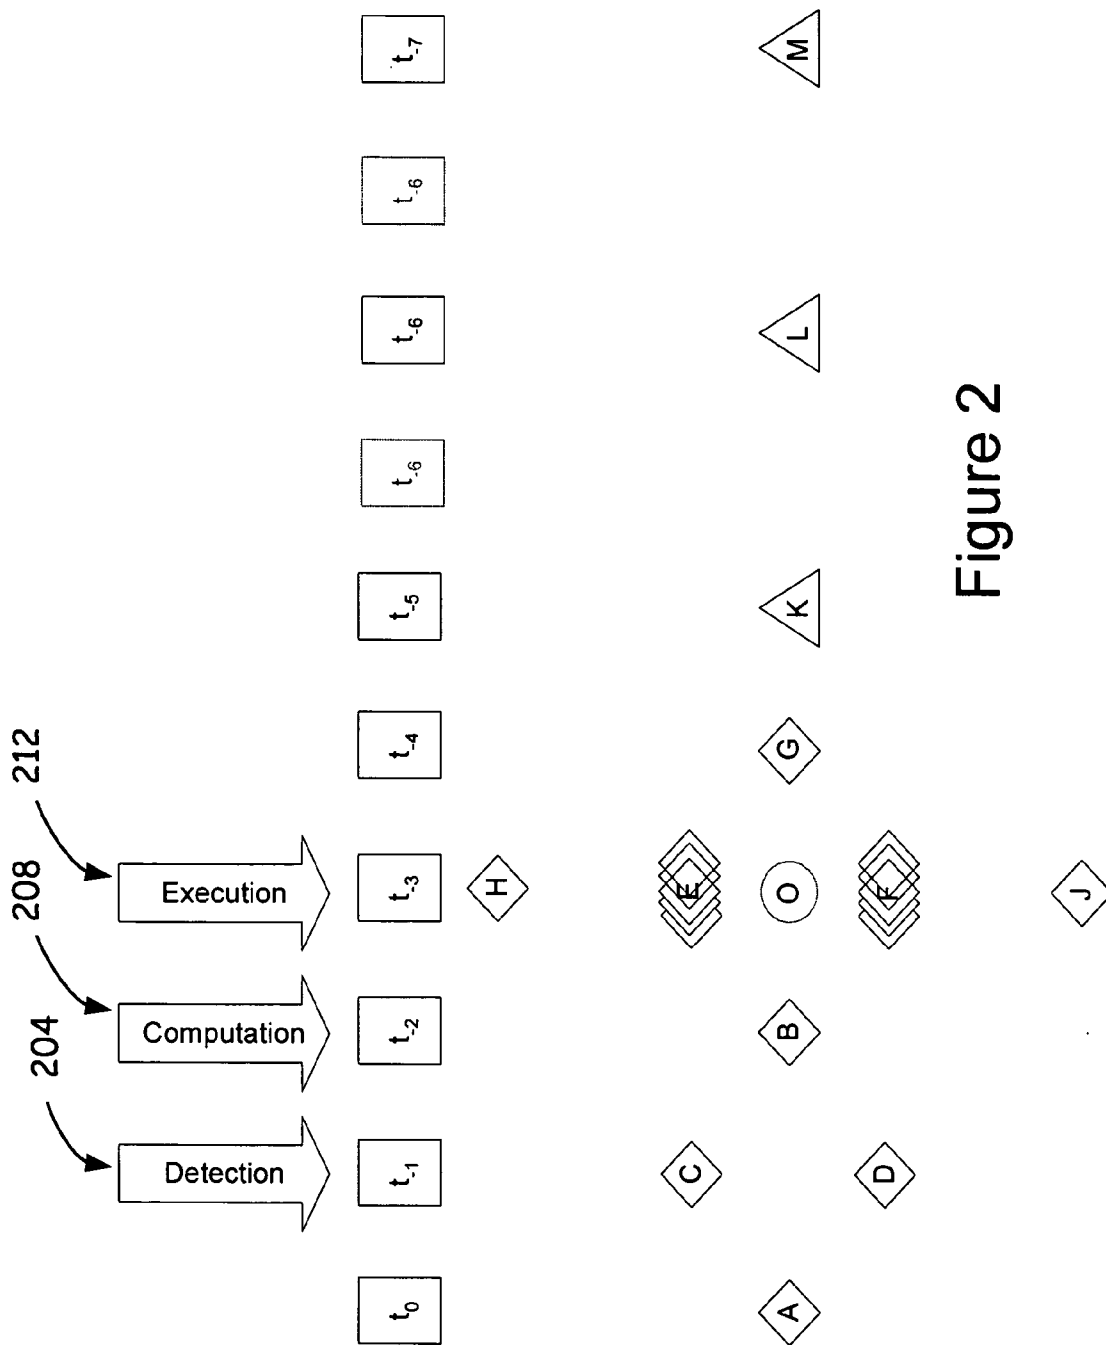 204 208 212
Detection Computation Execution
t0 t-1 t-2 t-3 t-4 t-5 t-6 t-6 t-6 t-7
H
C E
A B O G K L M
D F
J
Figure 2